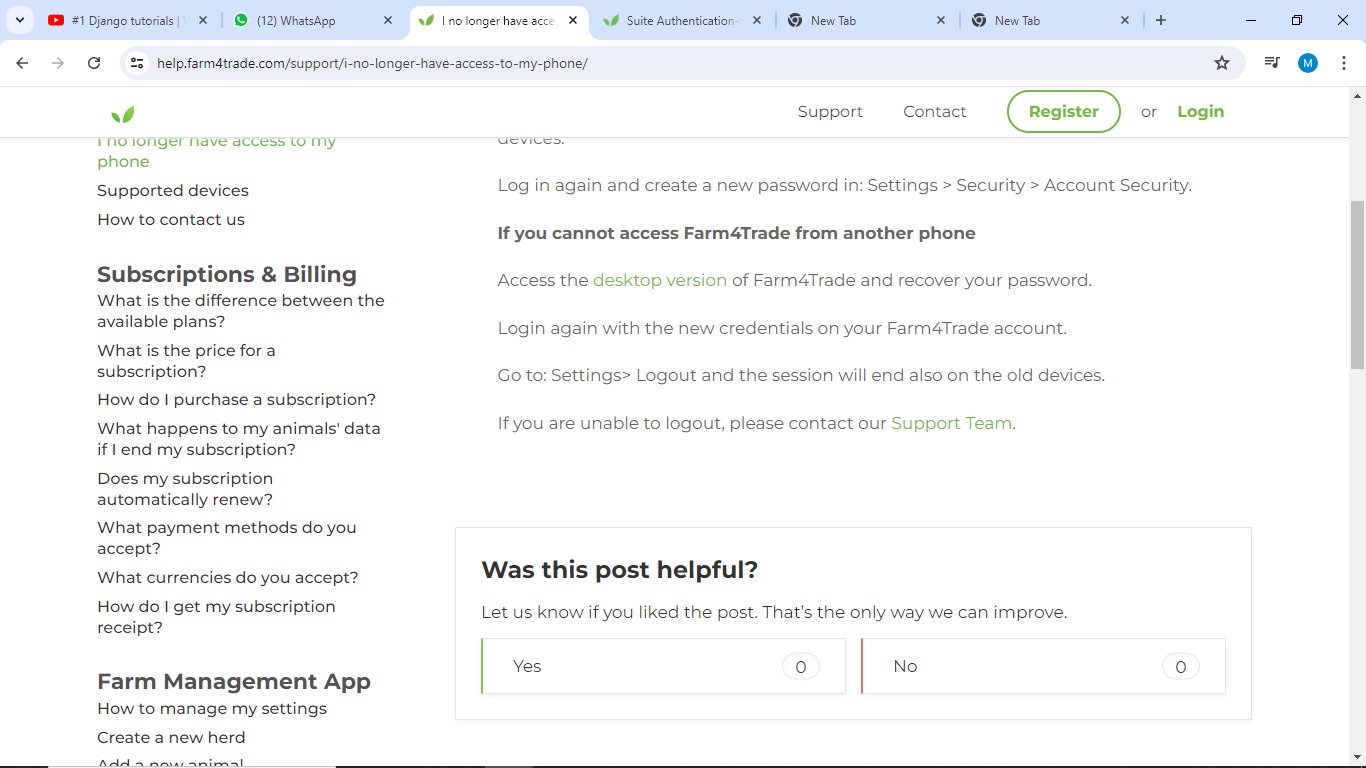 #1 Django tutorials |
(12) WhatsApp
I no longer have acce
Suite Authentication
New Tab
New Tab
help.farm4trade.com/support/i-no-longer-have-access-to-my-phone/
M
Support
Contact
Register
or
Login
I no longer have access to my
phone
Supported devices
How to contact us
Subscriptions & Billing
What is the difference between the
available plans?
What is the price for a
subscription?
How do I purchase a subscription?
What happens to my animals' data
if I end my subscription?
Does my subscription
automatically renew?
What payment methods do you
accept?
What currencies do you accept?
How do I get my subscription
receipt?
Farm Management App
How to manage my settings
Create a new herd
Add a new animal
devices.
Log in again and create a new password in: Settings > Security > Account Security.
If you cannot access Farm4Trade from another phone
Access the desktop version of Farm4Trade and recover your password.
Login again with the new credentials on your Farm4Trade account.
Go to: Settings> Logout and the session will end also on the old devices.
If you are unable to logout, please contact our Support Team.
Was this post helpful?
Let us know if you liked the post. That’s the only way we can improve.
Yes 0
No 0